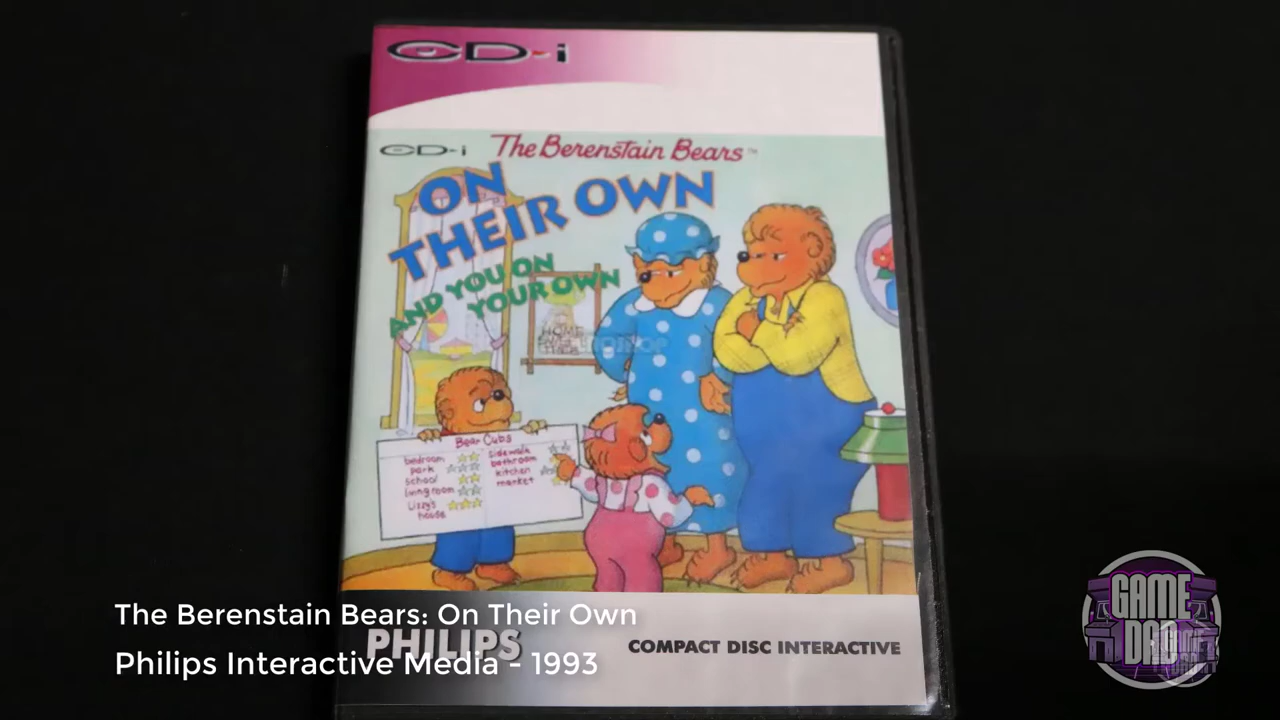 CD-i
CD-i The Berenstain Bears™
ON
THEIR OWN
AND YOU ON
YOUR OWN
HOME
Bear Cubs
bedroom
park
school
living room
Lizzy's
house
sidewalk
bathroom
kitchen
market
The Berenstain Bears: On Their Own
PHILIPS
COMPACT DISC INTERACTIVE
Philips Interactive Media - 1993
GAME
DAD